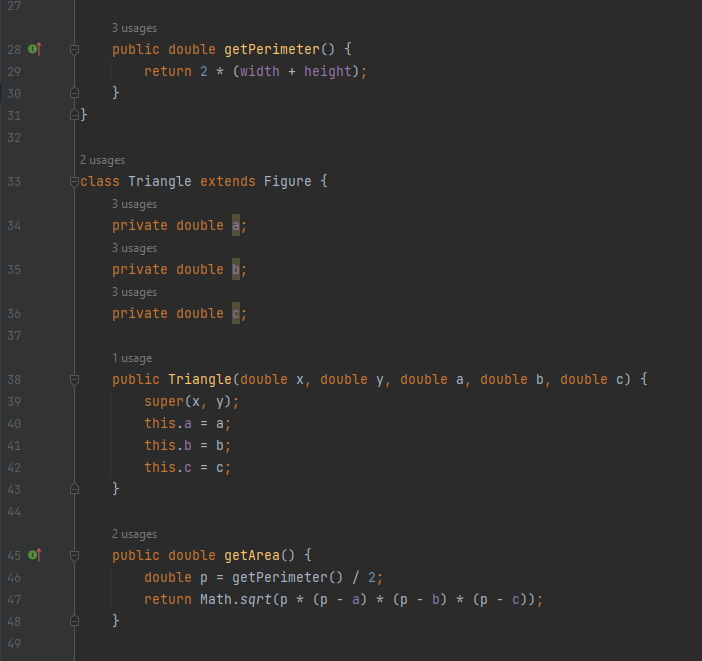 27
3 usages
28 public double getPerimeter() {
29 return 2 * (width + height);
30 }
31 }
32
2 usages
33 class Triangle extends Figure {
3 usages
34 private double a;
3 usages
35 private double b;
3 usages
36 private double c;
37
1 usage
38 public Triangle(double x, double y, double a, double b, double c) {
39 super(x, y);
40 this.a = a;
41 this.b = b;
42 this.c = c;
43 }
44
2 usages
45 public double getArea() {
46 double p = getPerimeter() / 2;
47 return Math.sqrt(p * (p - a) * (p - b) * (p - c));
48 }
49